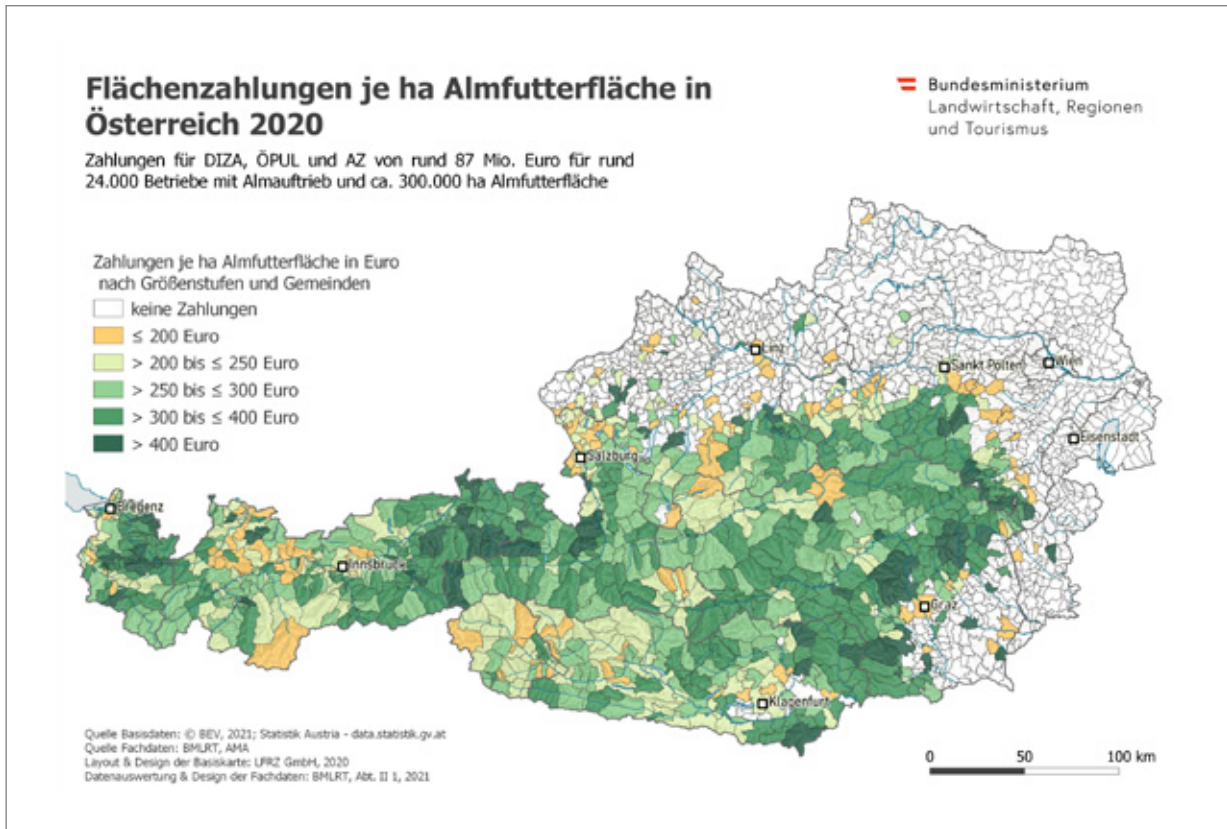 Flächenzahlungen je ha Almfutterfläche in
Österreich 2020
Zahlungen für DIZA, ÖPUL und AZ von rund 87 Mio. Euro für rund
24.000 Betriebe mit Almauftrieb und ca. 300.000 ha Almfutterfläche
Bundesministerium
Landwirtschaft, Regionen
und Tourismus
Zahlungen je ha Almfutterfläche in Euro
nach Größenstufen und Gemeinden
keine Zahlungen
≤ 200 Euro
> 200 bis ≤ 250 Euro
> 250 bis ≤ 300 Euro
> 300 bis ≤ 400 Euro
> 400 Euro
Linz
Sankt Pölten
Wien
Eisenstadt
Salzburg
Bregenz
Innsbruck
Graz
Klagenfurt
Quelle Basisdaten: © BEV, 2021; Statistik Austria - data.statistik.gv.at
Quelle Fachdaten: BMLRT, AMA
Layout & Design der Basiskarte: LFRZ GmbH, 2020
Datenauswertung & Design der Fachdaten: BMLRT, Abt. II 1, 2021
0 50 100 km